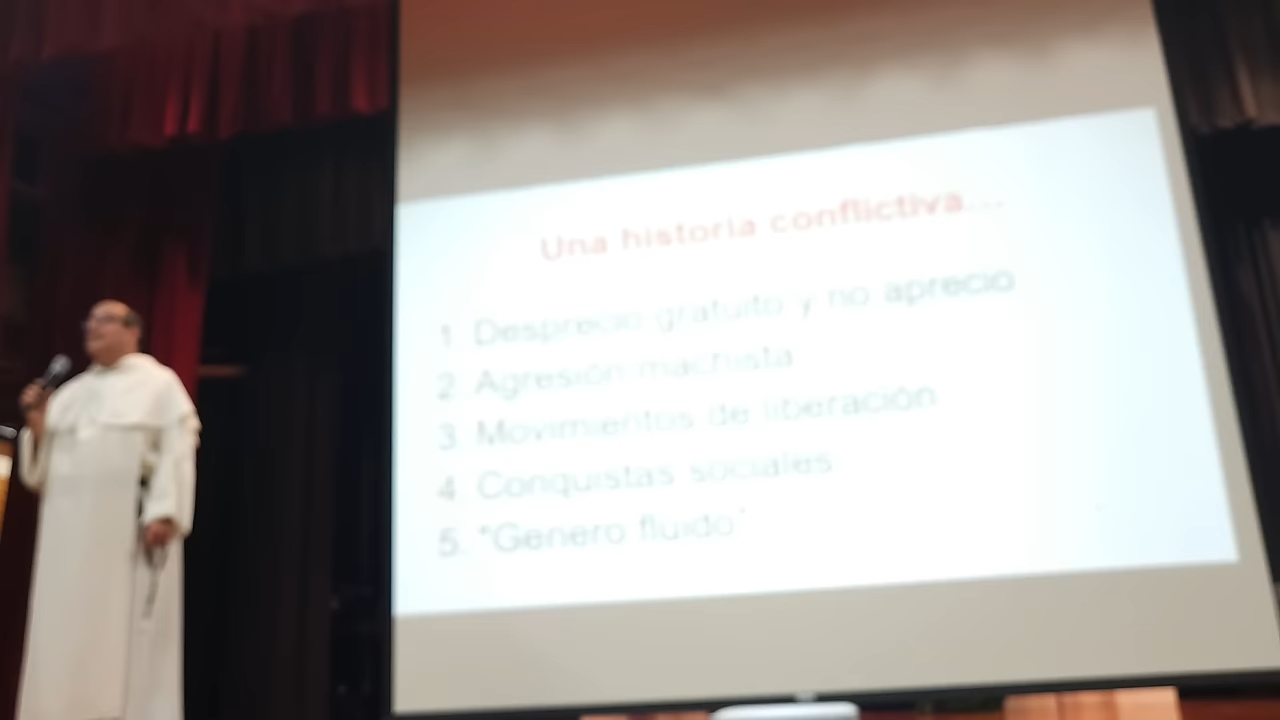 Una historia conflictiva...
1. Desprecio gratuito y no aprecio
2. Agresión machista
3. Movimientos de liberación
4. Conquistas sociales
5. "Genero fluido"